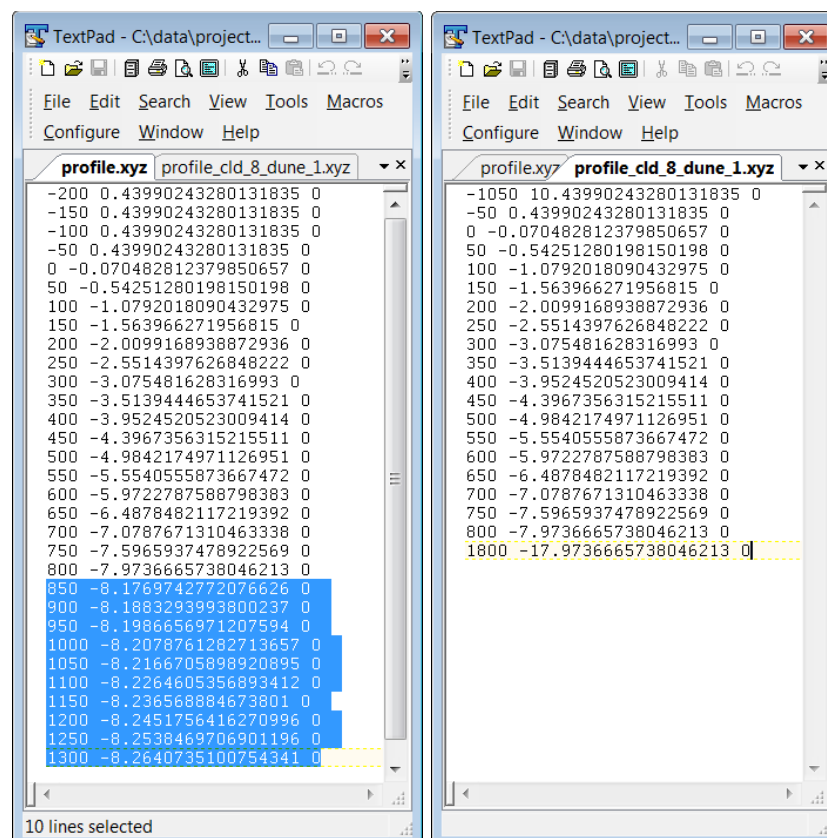 TextPad - C:\data\project...
File Edit Search View Tools Macros
Configure Window Help
profile.xyz profile_cld_8_dune_1.xyz
-200 0.43990243280131835 0
-150 0.43990243280131835 0
-100 0.43990243280131835 0
-50 0.43990243280131835 0
0 -0.070482812379850657 0
50 -0.54251280198150198 0
100 -1.0792018090432975 0
150 -1.563966271956815 0
200 -2.0099168938872936 0
250 -2.5514397626848222 0
300 -3.075481628316993 0
350 -3.5139444653741521 0
400 -3.9524520523009414 0
450 -4.3967356315215511 0
500 -4.9842174971126951 0
550 -5.5540555873667472 0
600 -5.9722787588798383 0
650 -6.4878482117219392 0
700 -7.0787671310463338 0
750 -7.5965937478922569 0
800 -7.9736665738046213 0
850 -8.1769742772076626 0
900 -8.1883293993800237 0
950 -8.1986656971207594 0
1000 -8.2078761282713657 0
1050 -8.2166705898920895 0
1100 -8.2264605356893412 0
1150 -8.236568884673801 0
1200 -8.2451756416270996 0
1250 -8.2538469706901196 0
1300 -8.2640735100754341 0
10 lines selected
TextPad - C:\data\project...
File Edit Search View Tools Macros
Configure Window Help
profile.xyz profile_cld_8_dune_1.xyz
-1050 10.43990243280131835 0
-50 0.43990243280131835 0
0 -0.070482812379850657 0
50 -0.54251280198150198 0
100 -1.0792018090432975 0
150 -1.563966271956815 0
200 -2.0099168938872936 0
250 -2.5514397626848222 0
300 -3.075481628316993 0
350 -3.5139444653741521 0
400 -3.9524520523009414 0
450 -4.3967356315215511 0
500 -4.9842174971126951 0
550 -5.5540555873667472 0
600 -5.9722787588798383 0
650 -6.4878482117219392 0
700 -7.0787671310463338 0
750 -7.5965937478922569 0
800 -7.9736665738046213 0
1800 -17.9736665738046213 0